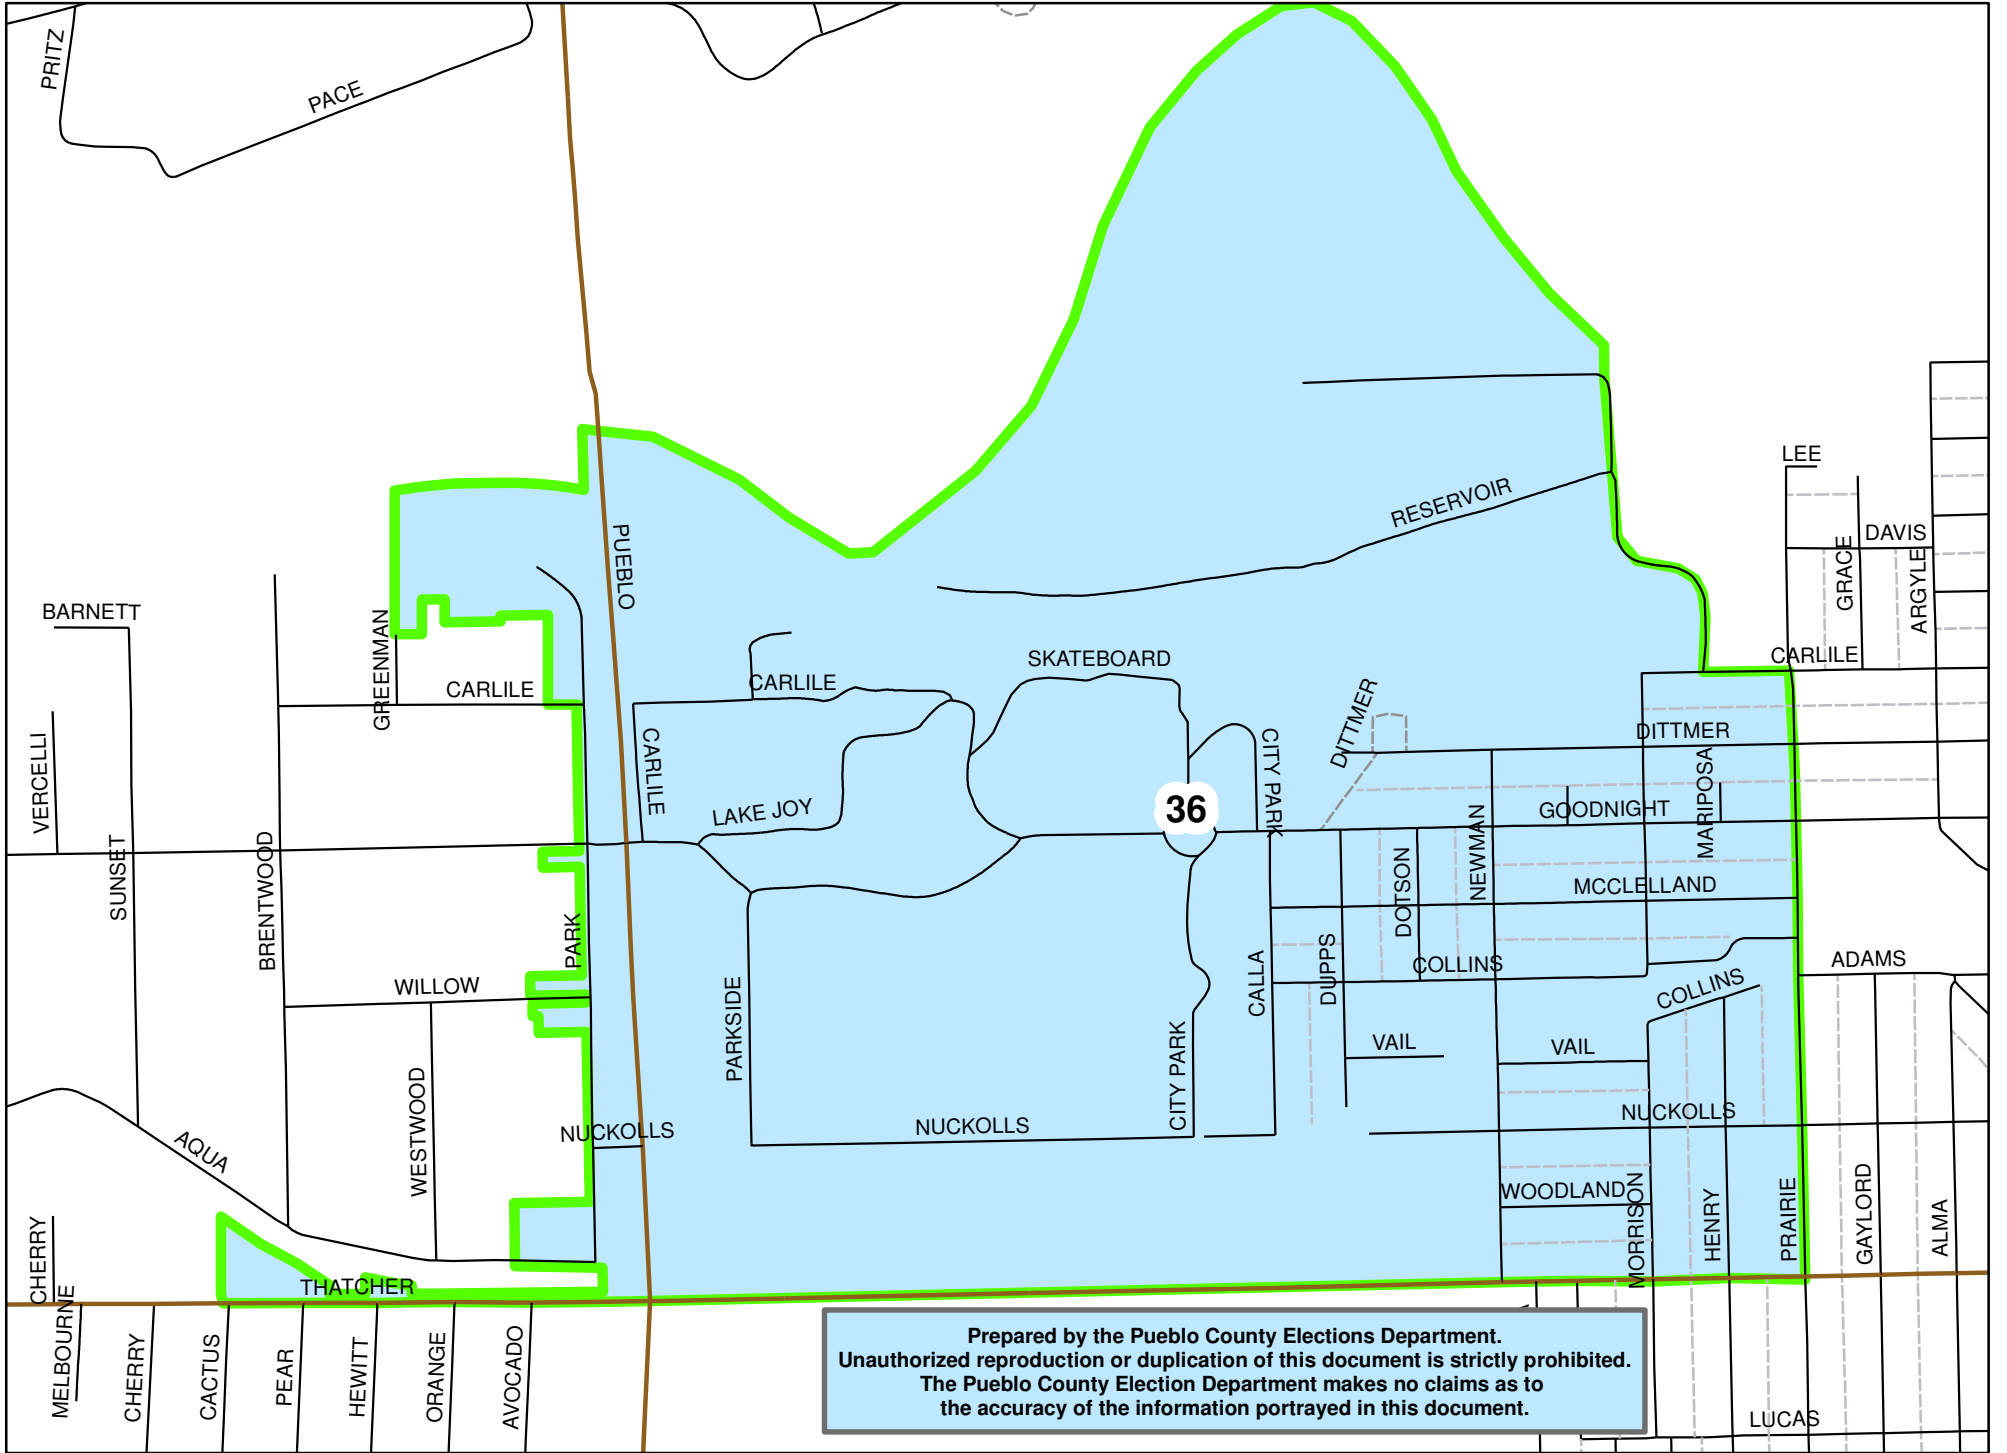 PRITZ
PACE
PUEBLO
RESERVOIR
LEE
DAVIS
GRACE
ARGYLE
BARNETT
GREENMAN
CARLILE
CARLILE
SKATEBOARD
CARLILE
DITTMER
DITTMER
CARLILE
CITY PARK
VERCELLI
MARIPOSA
LAKE JOY
36
GOODNIGHT
SUNSET
BRENTWOOD
NEWMAN
DOTSON
MCCLELLAND
PARK
WILLOW
PARKSIDE
CALLA
DUPPS
COLLINS
COLLINS
ADAMS
VAIL
VAIL
CITY PARK
WESTWOOD
NUCKOLLS
NUCKOLLS
NUCKOLLS
AQUA
WOODLAND
MORRISON
HENRY
PRAIRIE
GAYLORD
ALMA
CHERRY
THATCHER
MELBOURNE
CHERRY
CACTUS
PEAR
HEWITT
ORANGE
AVOCADO
Prepared by the Pueblo County Elections Department.
Unauthorized reproduction or duplication of this document is strictly prohibited.
The Pueblo County Election Department makes no claims as to
the accuracy of the information portrayed in this document.
LUCAS